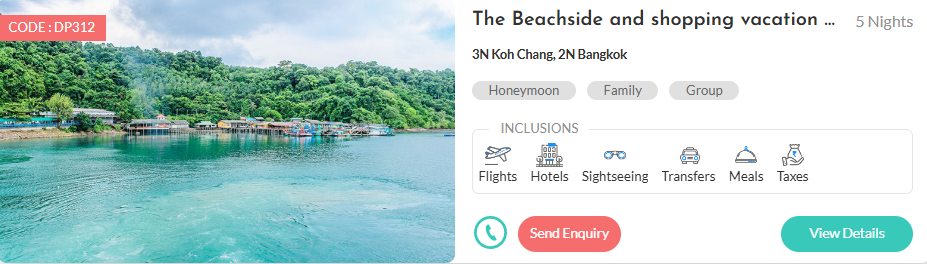 CODE : DP312
The Beachside and shopping vacation ...
5 Nights
3N Koh Chang, 2N Bangkok
Honeymoon Family Group
INCLUSIONS
Flights Hotels Sightseeing Transfers Meals Taxes
Send Enquiry View Details